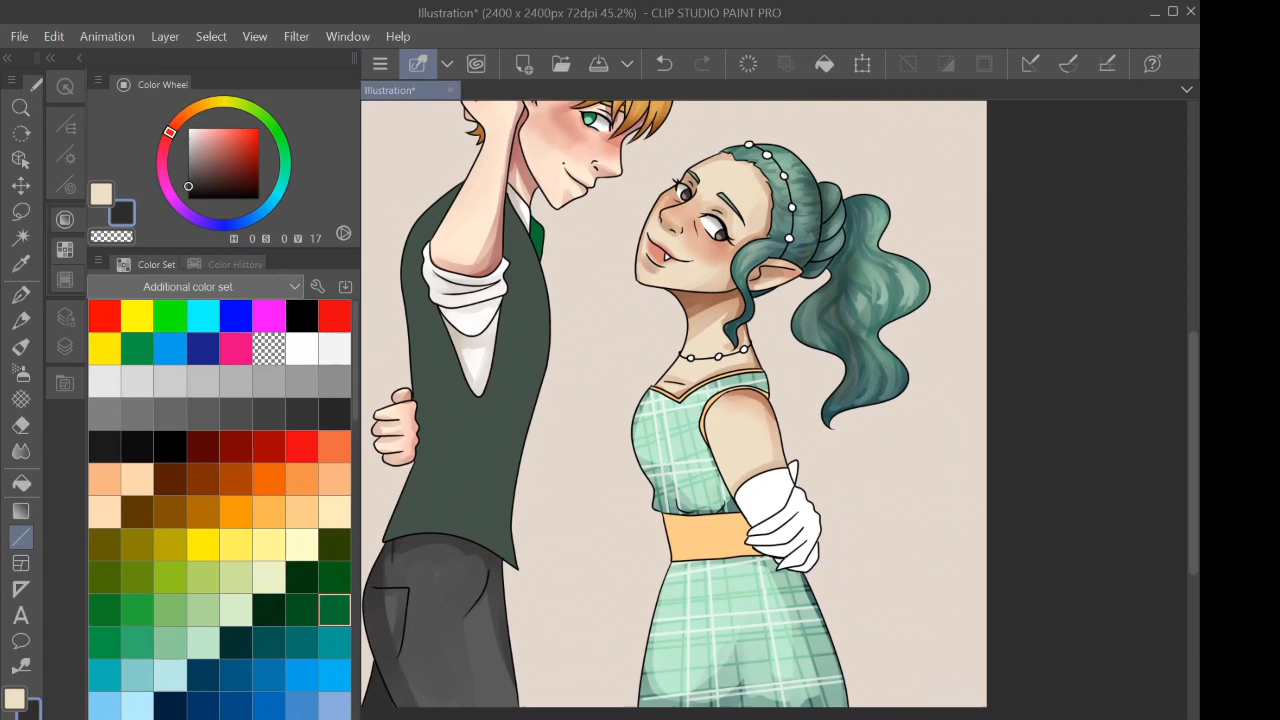 Illustration* (2400 x 2400px 72dpi 45.2%) - CLIP STUDIO PAINT PRO
File Edit Animation Layer Select View Filter Window Help
Color Wheel
Illustration*
H 0 S 0 V 17
Color Set Color History
Additional color set